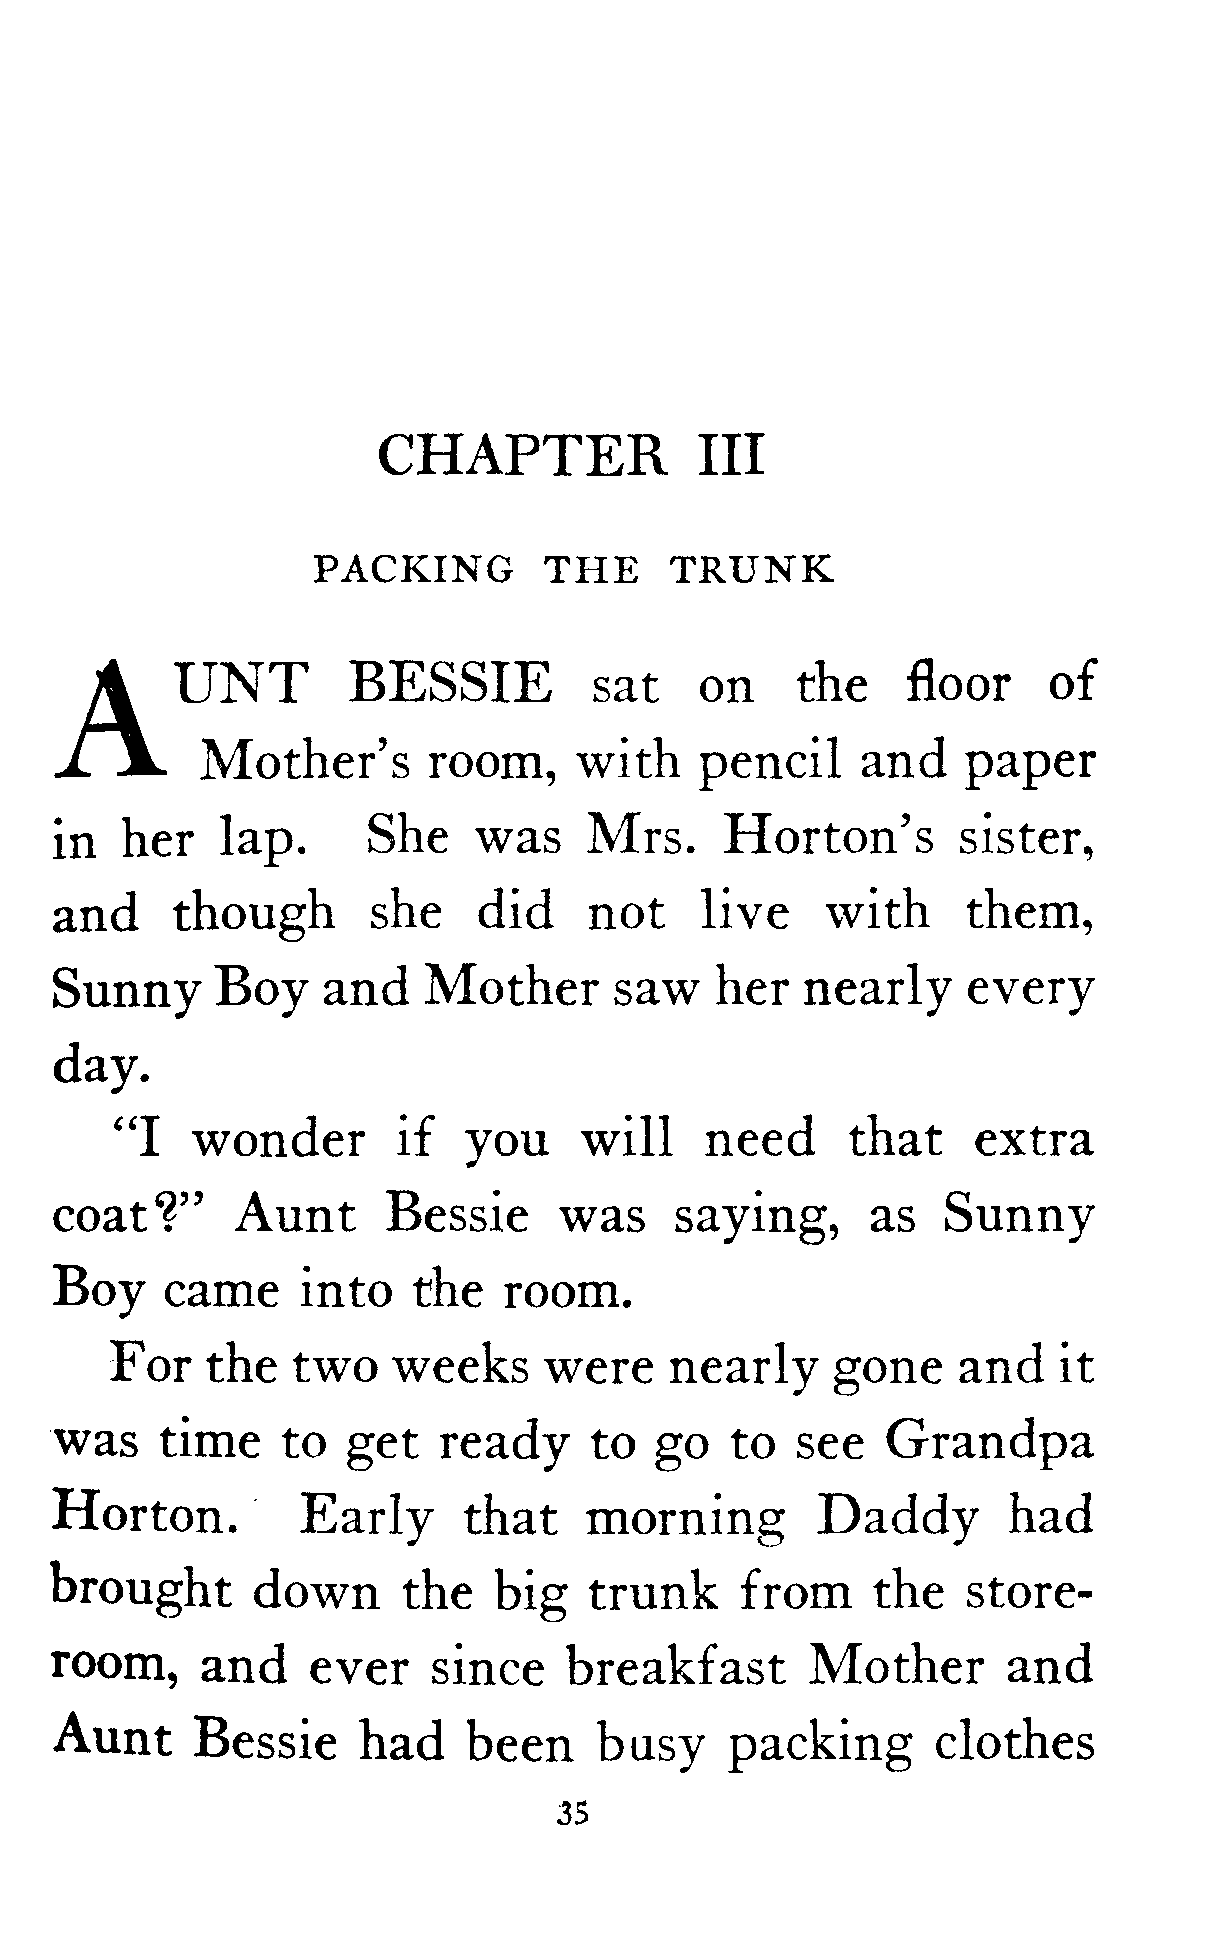 CHAPTER III
PACKING THE TRUNK
AUNT BESSIE sat on the floor of
Mother's room, with pencil and paper
in her lap. She was Mrs. Horton's sister,
and though she did not live with them,
Sunny Boy and Mother saw her nearly every
day.
"I wonder if you will need that extra
coat?" Aunt Bessie was saying, as Sunny
Boy came into the room.
For the two weeks were nearly gone and it
was time to get ready to go to see Grandpa
Horton. Early that morning Daddy had
brought down the big trunk from the store-
room, and ever since breakfast Mother and
Aunt Bessie had been busy packing clothes
35